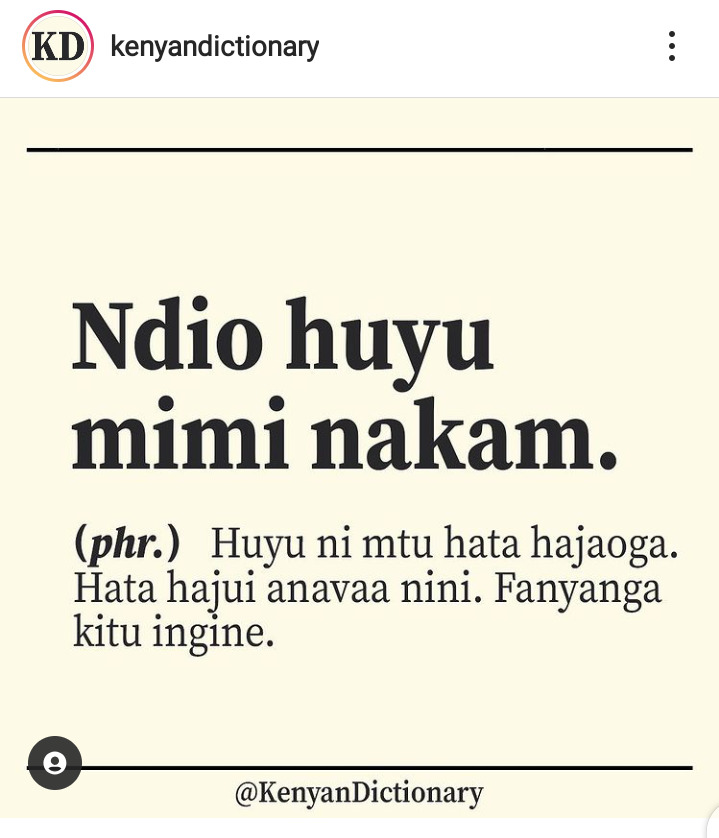 KD kenyandictionary
Ndio huyu
mimi nakam.
(phr.) Huyu ni mtu hata hajaoga.
Hata hajui anavaa nini. Fanyanga
kitu ingine.
@KenyanDictionary